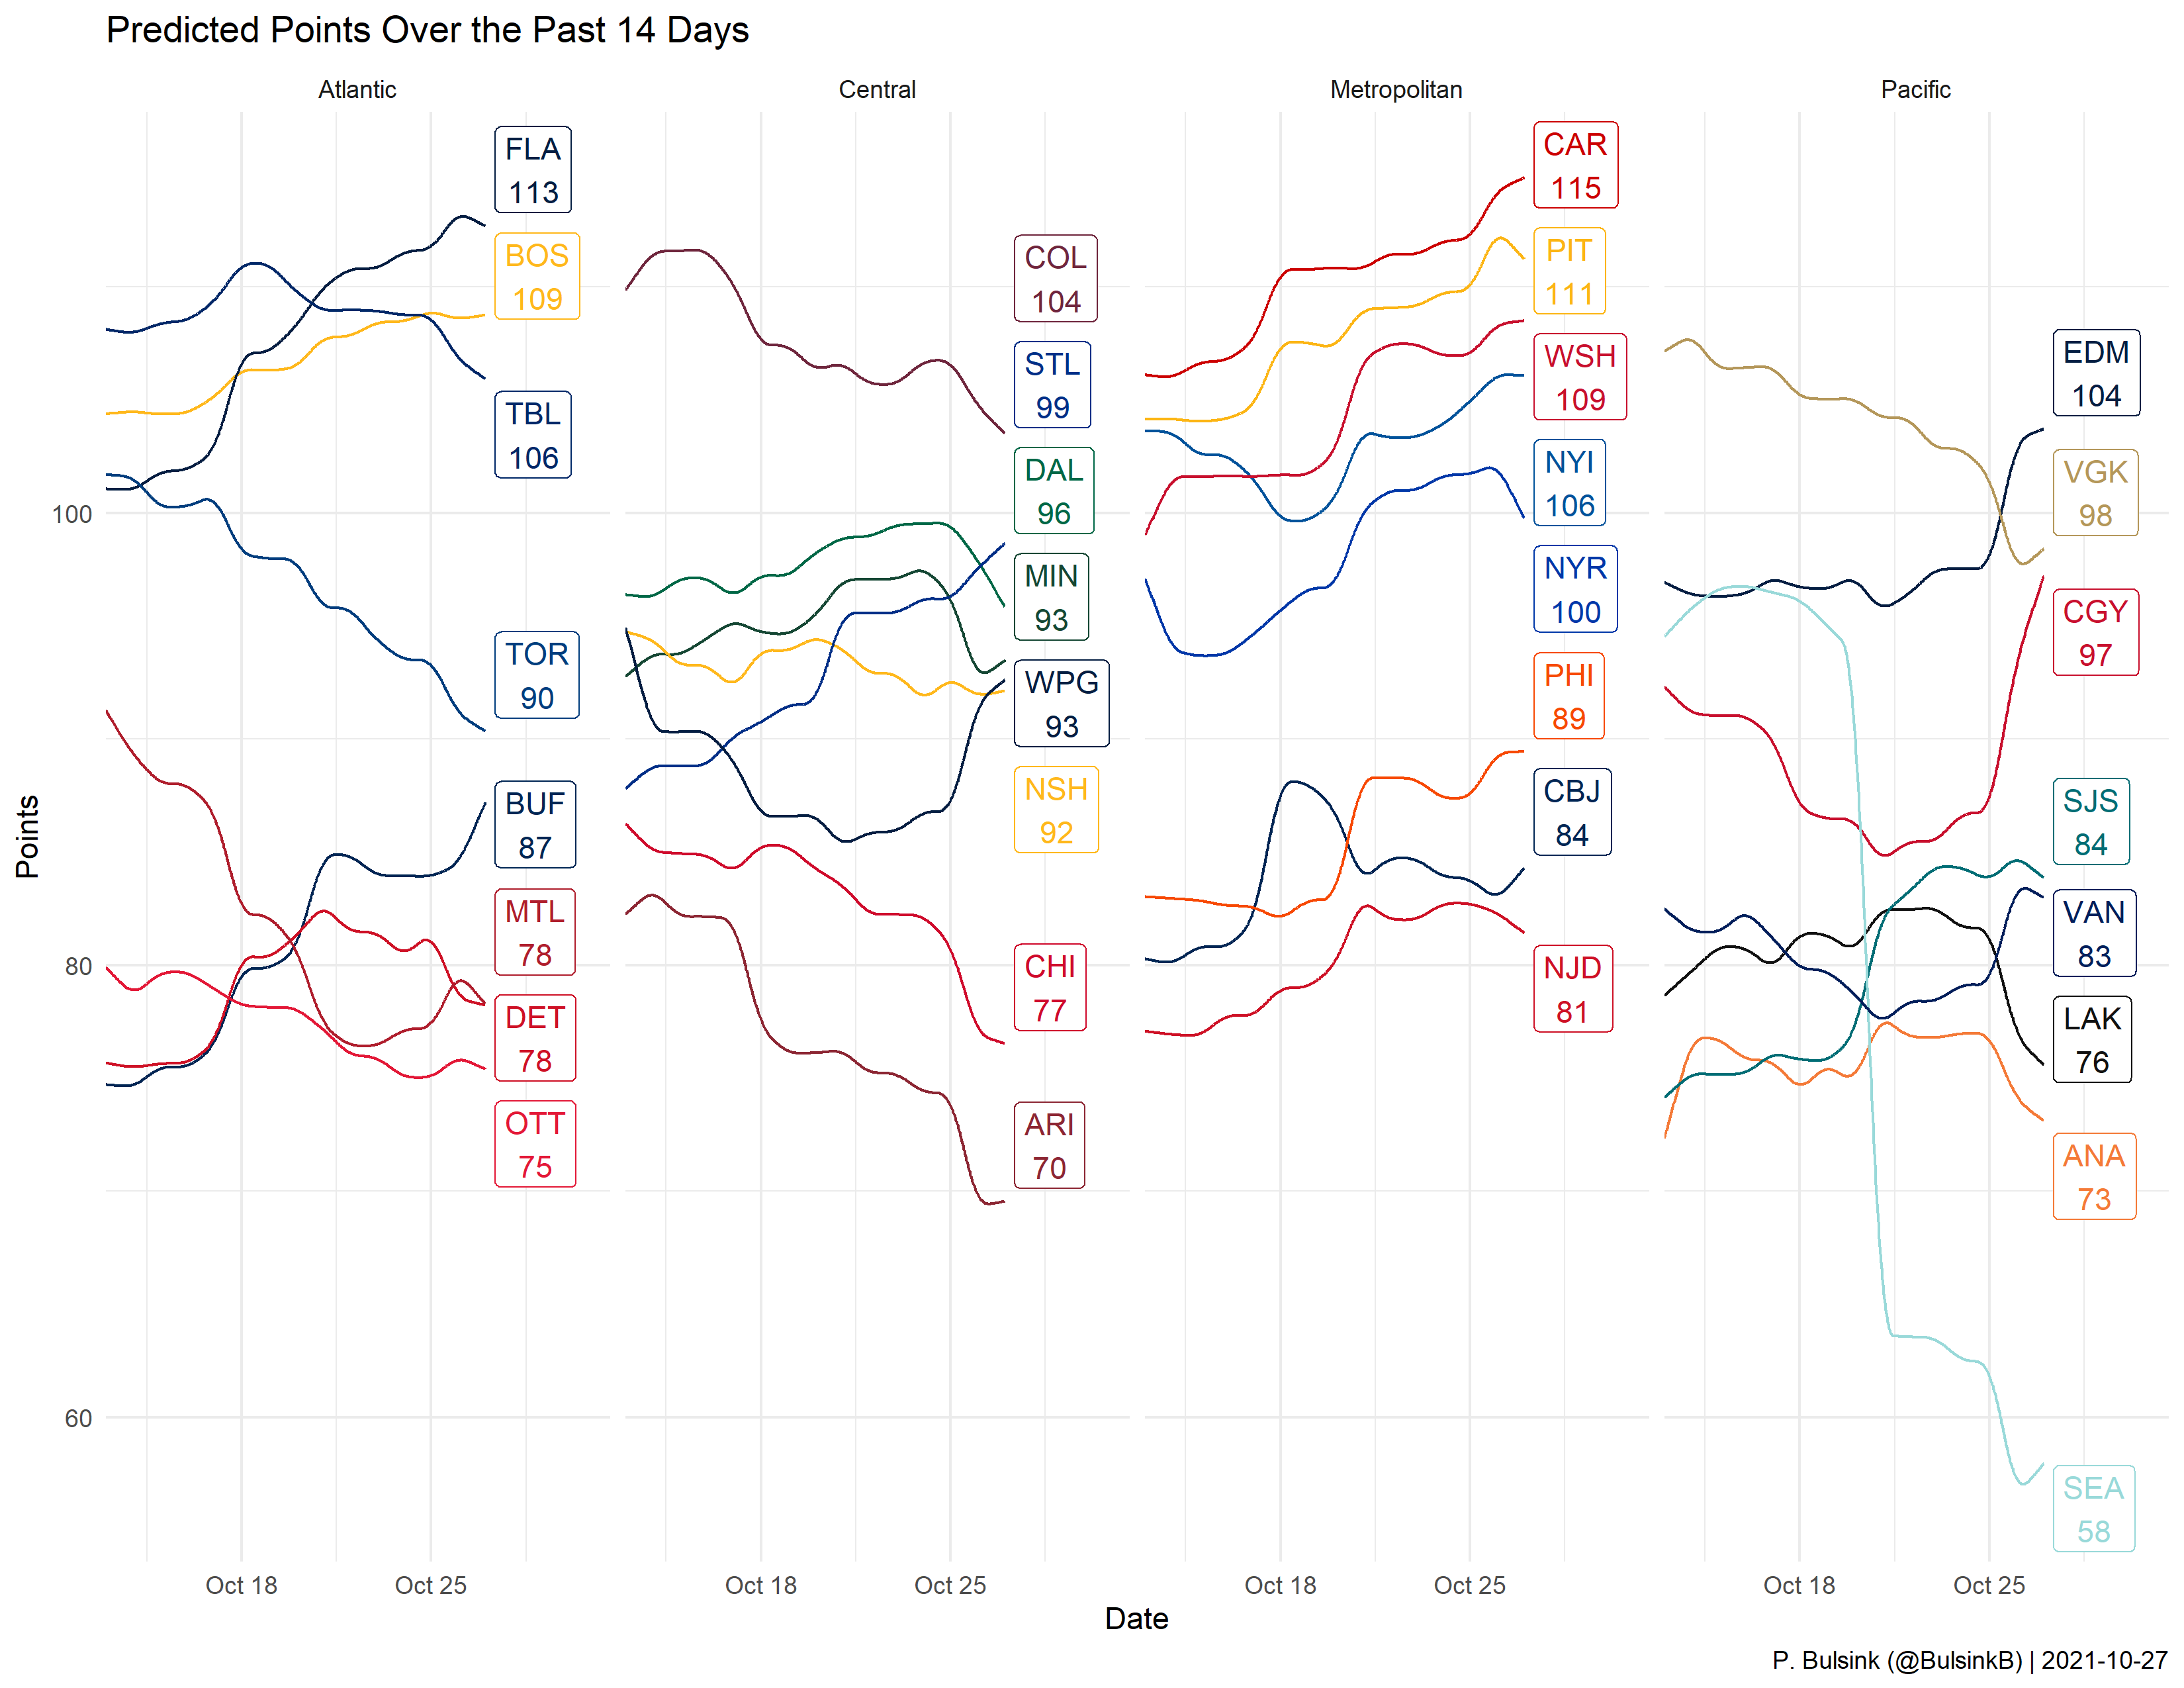 Predicted Points Over the Past 14 Days
Atlantic
Central
Metropolitan
Pacific
Points
100
80
60
FLA
113
BOS
109
TBL
106
TOR
90
BUF
87
MTL
78
DET
78
OTT
75
COL
104
STL
99
DAL
96
MIN
93
WPG
93
NSH
92
CHI
77
ARI
70
CAR
115
PIT
111
WSH
109
NYI
106
NYR
100
PHI
89
CBJ
84
NJD
81
EDM
104
VGK
98
CGY
97
SJS
84
VAN
83
LAK
76
ANA
73
SEA
58
Oct 18
Oct 25
Oct 18
Oct 25
Oct 18
Oct 25
Oct 18
Oct 25
Date
P. Bulsink (@BulsinkB) | 2021-10-27